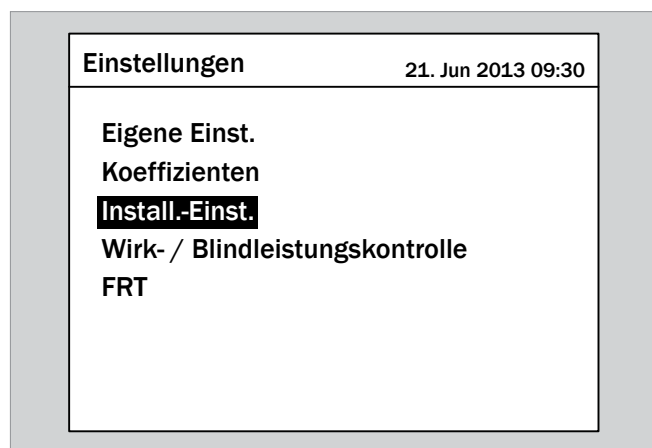 Einstellungen
21. Jun 2013 09:30
Eigene Einst.
Koeffizienten
Install.-Einst.
Wirk- / Blindleistungskontrolle
FRT